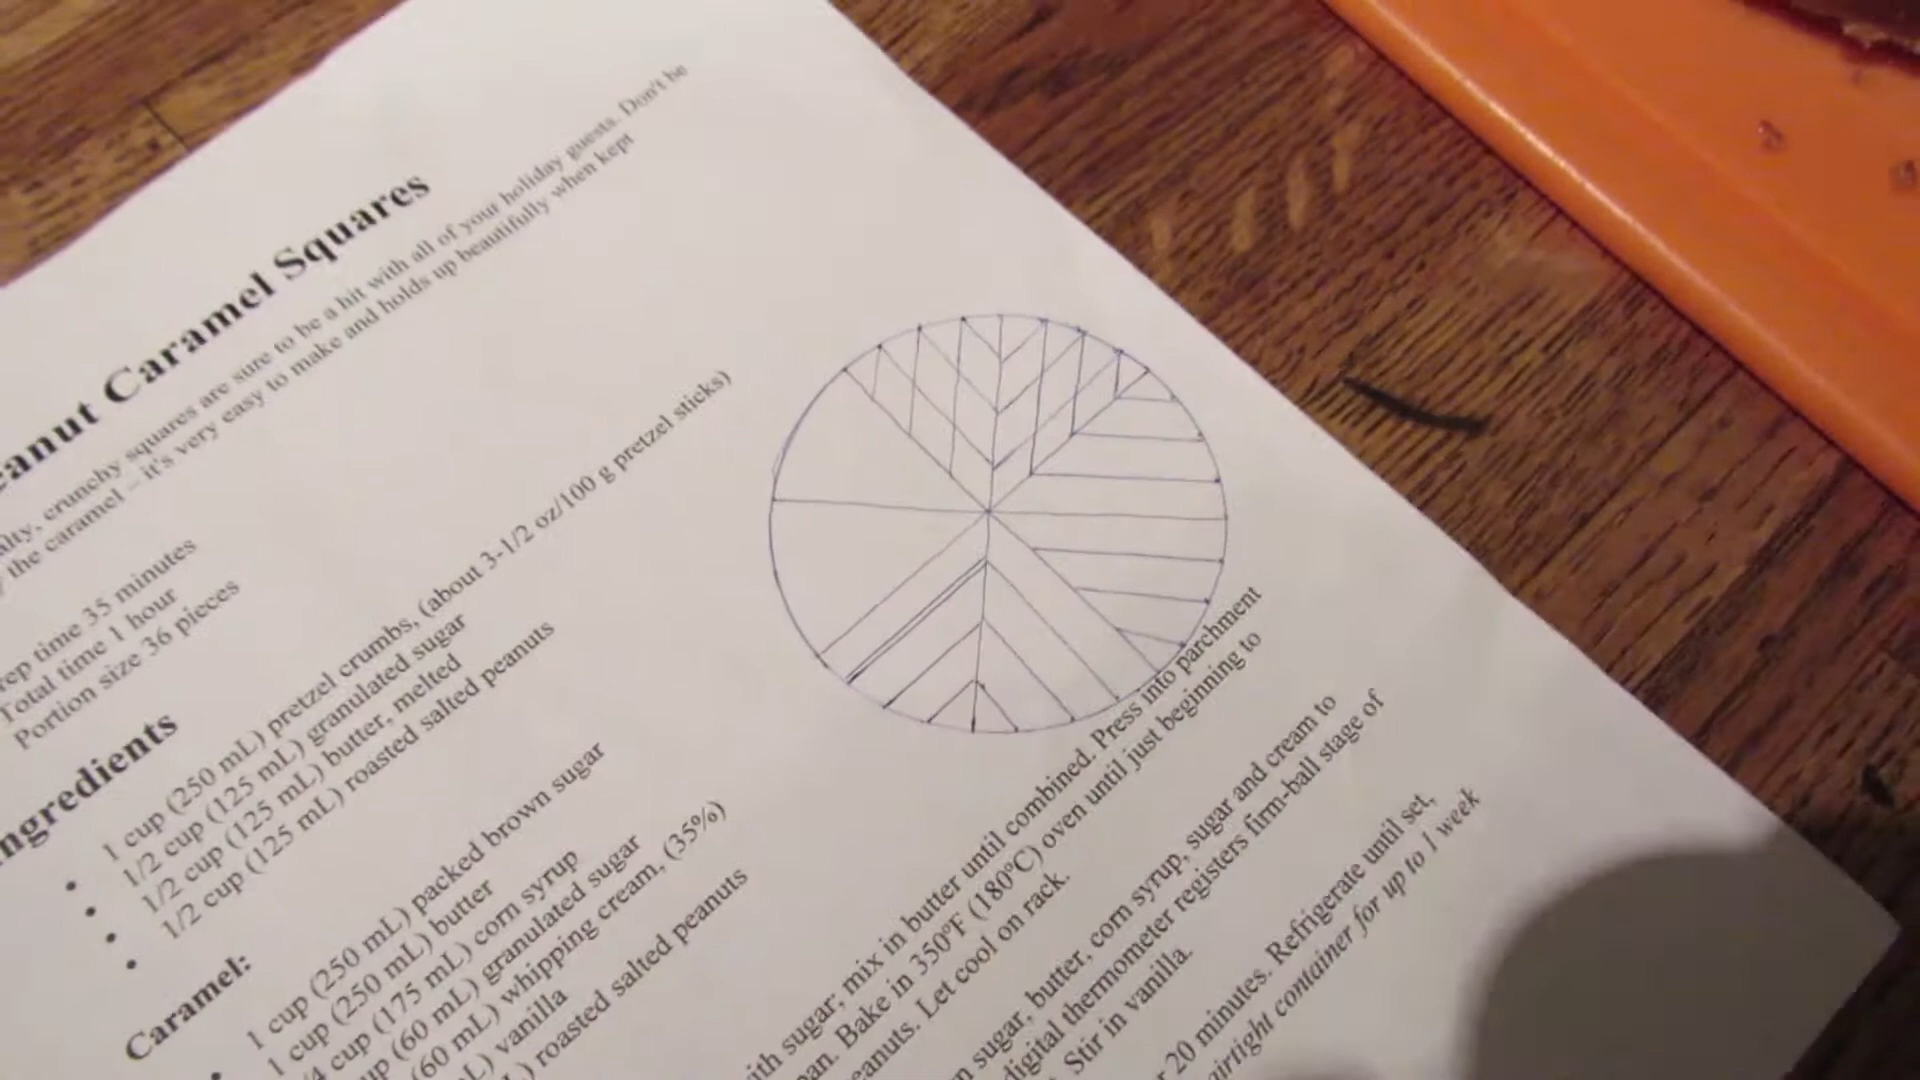 eanut Caramel Squares
alty, crunchy squares are sure to be a hit with all of your holiday guests. Don't be
the caramel – it's very easy to make and holds up beautifully when kept
rep time 35 minutes
Total time 1 hour
Portion size 36 pieces
Ingredients
• 1 cup (250 mL) pretzel crumbs, (about 3-1/2 oz/100 g pretzel sticks)
• 1/2 cup (125 mL) granulated sugar
• 1/2 cup (125 mL) butter, melted
• 1/2 cup (125 mL) roasted salted peanuts
Caramel:
• 1 cup (250 mL) packed brown sugar
1 cup (250 mL) butter
/4 cup (175 mL) corn syrup
up (60 mL) granulated sugar
(60 mL) whipping cream, (35%)
L) vanilla
L) roasted salted peanuts
ith sugar; mix in butter until combined. Press into parchment
pan. Bake in 350°F (180°C) oven until just beginning to
eanuts. Let cool on rack.
n sugar, butter, corn syrup, sugar and cream to
digital thermometer registers firm-ball stage of
Stir in vanilla.
r 20 minutes. Refrigerate until set,
airtight container for up to 1 week